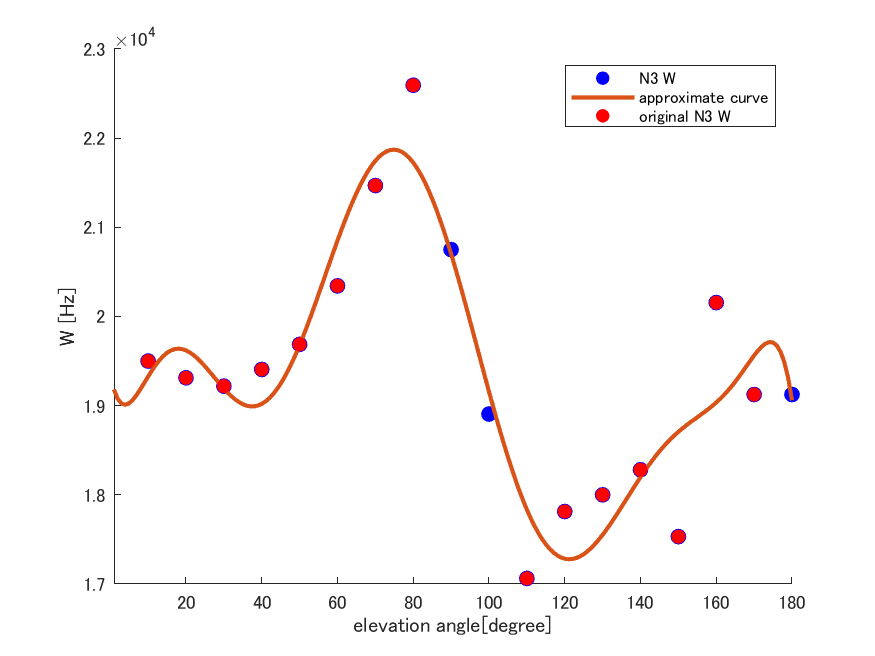 ×10⁴
2.3
2.2
2.1
2
1.9
1.8
1.7
W [Hz]
20 40 60 80 100 120 140 160 180
elevation angle[degree]
N3 W
approximate curve
original N3 W